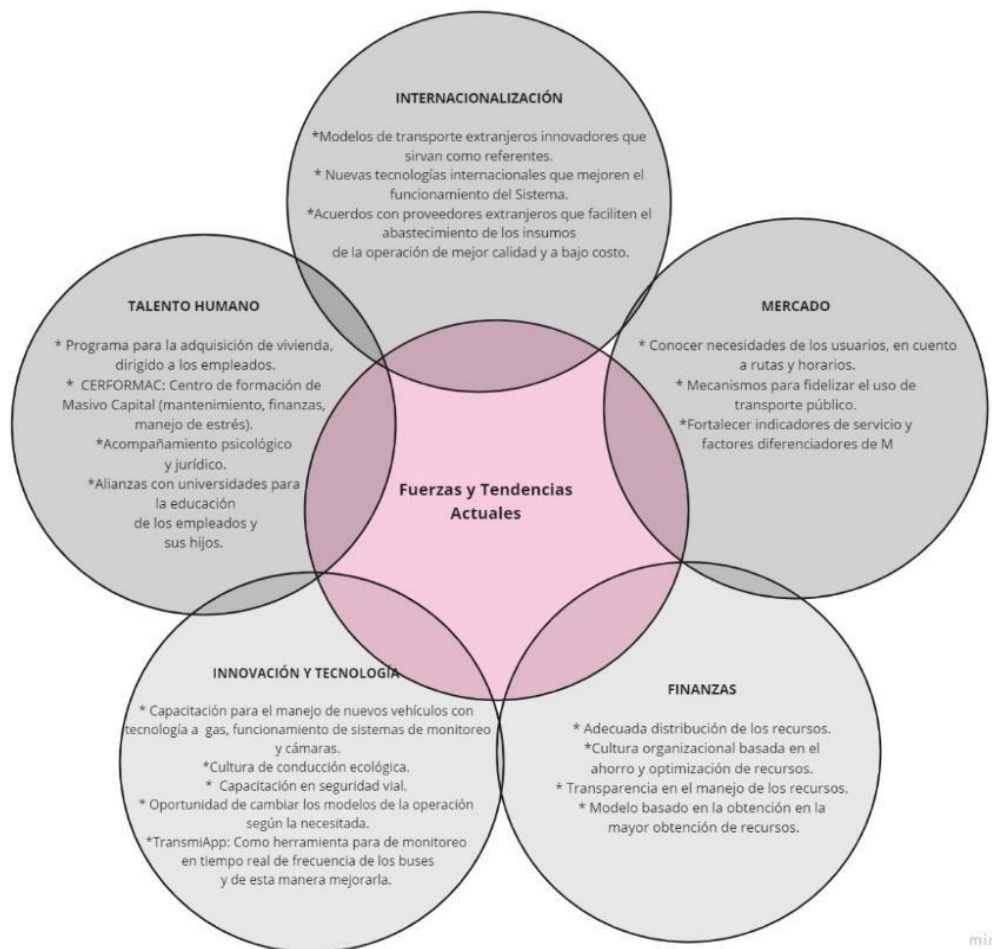 INTERNACIONALIZACIÓN
*Modelos de transporte extranjeros innovadores que
sirvan como referentes.
* Nuevas tecnologías internacionales que mejoren el
funcionamiento del Sistema.
*Acuerdos con proveedores extranjeros que faciliten el
abastecimiento de los insumos
de la operación de mejor calidad y a bajo costo.
TALENTO HUMANO
* Programa para la adquisición de vivienda,
dirigido a los empleados.
* CERFORMAC: Centro de formación de
Masivo Capital (mantenimiento, finanzas,
manejo de estrés).
*Acompañamiento psicológico
y jurídico.
*Alianzas con universidades para
la educación
de los empleados y
sus hijos.
MERCADO
* Conocer necesidades de los usuarios, en cuento
a rutas y horarios.
* Mecanismos para fidelizar el uso de
transporte público.
*Fortalecer indicadores de servicio y
factores diferenciadores de M
Fuerzas y Tendencias
Actuales
INNOVACIÓN Y TECNOLOGÍA
* Capacitación para el manejo de nuevos vehículos con
tecnología a gas, funcionamiento de sistemas de monitoreo
y cámaras.
*Cultura de conducción ecológica.
* Capacitación en seguridad vial.
* Oportunidad de cambiar los modelos de la operación
según la necesitada.
*TransmiApp: Como herramienta para de monitoreo
en tiempo real de frecuencia de los buses
y de esta manera mejorarla.
FINANZAS
* Adecuada distribución de los recursos.
*Cultura organizacional basada en el
ahorro y optimización de recursos.
* Transparencia en el manejo de los recursos.
* Modelo basado en la obtención en la
mayor obtención de recursos.